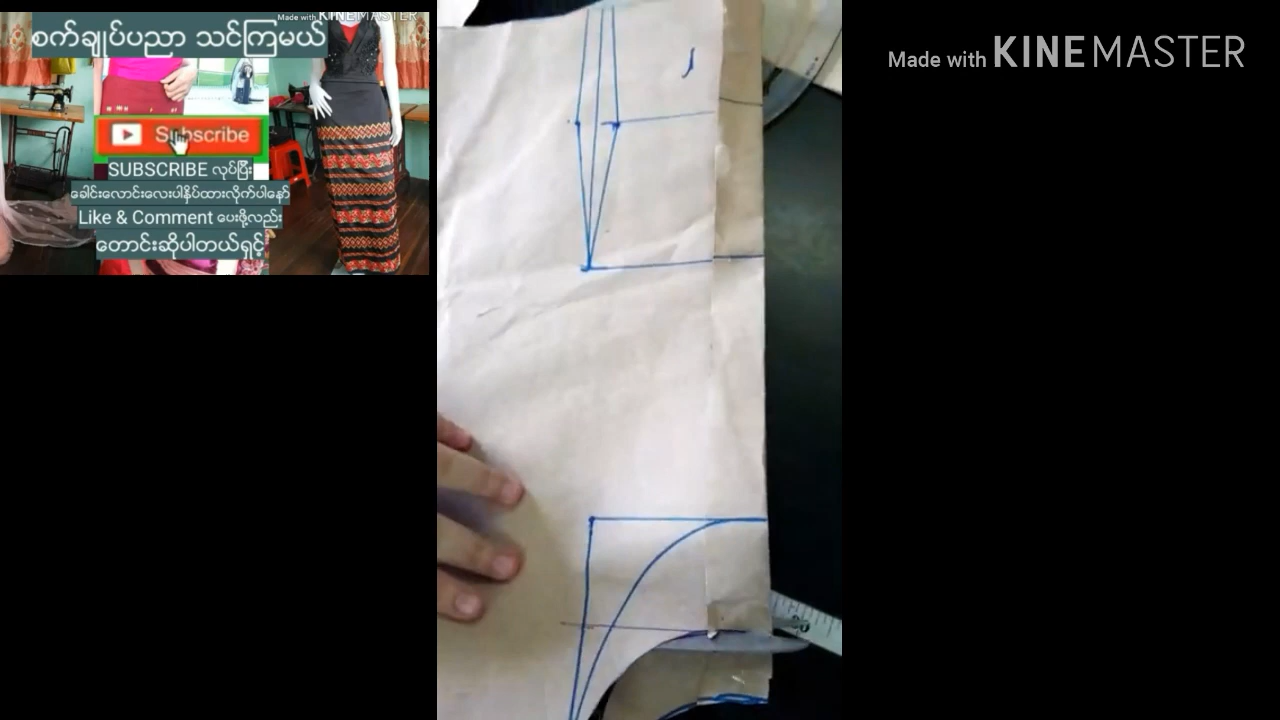 Made with KINEMASTER
စက်ချုပ်ပညာ သင်ကြမယ်
Subscribe
SUBSCRIBE လုပ်ပြီး
ခေါင်းလောင်းလေးပါနှိပ်ထားလိုက်ပါနော်
Like & Comment ပေးဖို့လည်း
တောင်းဆိုပါတယ်ရှင့်
Made with KINEMASTER